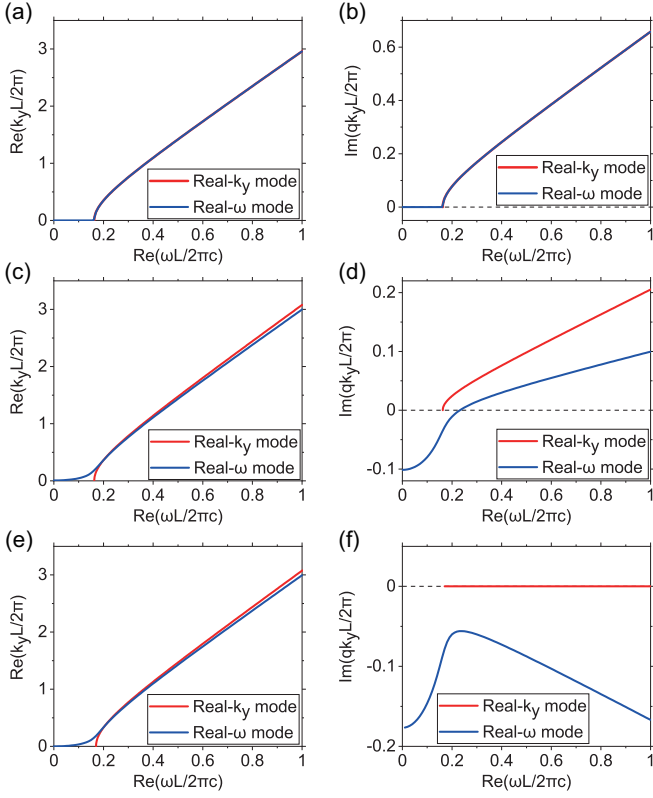 (a)
3
2
1
0
Re(kyL/2π)
Real-ky mode
Real-ω mode
0 0.2 0.4 0.6 0.8 1
Re(ωL/2πc)
(b)
0.6
0.4
0.2
0
Im(qkyL/2π)
Real-ky mode
Real-ω mode
0 0.2 0.4 0.6 0.8 1
Re(ωL/2πc)
(c)
3
2
1
0
Re(kyL/2π)
Real-ky mode
Real-ω mode
0 0.2 0.4 0.6 0.8 1
Re(ωL/2πc)
(d)
0.2
0.1
0
-0.1
Im(qkyL/2π)
Real-ky mode
Real-ω mode
0 0.2 0.4 0.6 0.8 1
Re(ωL/2πc)
(e)
3
2
1
0
Re(kyL/2π)
Real-ky mode
Real-ω mode
0 0.2 0.4 0.6 0.8 1
Re(ωL/2πc)
(f)
0
-0.1
-0.2
Im(qkyL/2π)
Real-ky mode
Real-ω mode
0 0.2 0.4 0.6 0.8 1
Re(ωL/2πc)